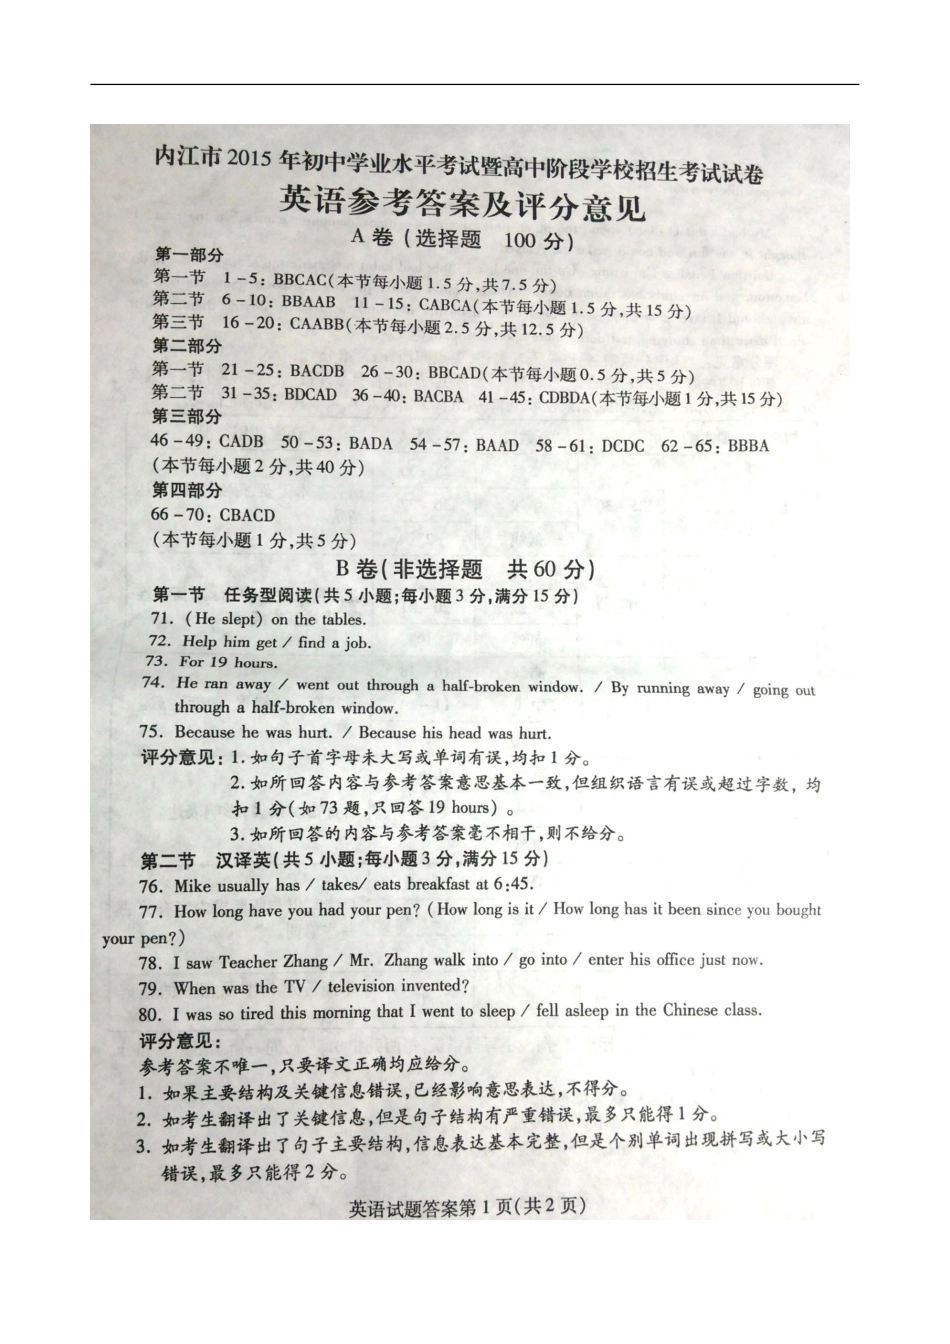 内江市2015年初中学业水平考试暨高中阶段学校招生考试试卷
英语参考答案及评分意见
A卷(选择题 100分)
第一部分
第一节 1-5: BBCAC(本节每小题1.5分,共7.5分)
第二节 6-10: BBAAB 11-15: CABCA(本节每小题1.5分,共15分)
第三节 16-20: CAABB(本节每小题2.5分,共12.5分)
第二部分
第一节 21-25: BACDB 26-30: BBCAD(本节每小题0.5分,共5分)
第二节 31-35: BDCAD 36-40: BACBA 41-45: CDBDA(本节每小题1分,共15分)
第三部分
46-49: CADB 50-53: BADA 54-57: BAAD 58-61: DCDC 62-65: BBBA
(本节每小题2分,共40分)
第四部分
66-70: CBACD
(本节每小题1分,共5分)
B卷(非选择题 共60分)
第一节 任务型阅读(共5小题;每小题3分,满分15分)
71. (He slept) on the tables.
72. Help him get / find a job.
73. For 19 hours.
74. He ran away / went out through a half-broken window. / By running away / going out
through a half-broken window.
75. Because he was hurt. / Because his head was hurt.
评分意见: 1. 如句子首字母未大写或单词有误,均扣1分。
2. 如所回答内容与参考答案意思基本一致,但组织语言有误或超过字数, 均
扣1分(如73题,只回答19 hours)。
3. 如所回答的内容与参考答案毫不相干,则不给分。
第二节 汉译英(共5小题;每小题3分,满分15分)
76. Mike usually has / takes/ eats breakfast at 6:45.
77. How long have you had your pen? (How long is it / How long has it been since you bought
your pen?)
78. I saw Teacher Zhang / Mr. Zhang walk into / go into / enter his office just now.
79. When was the TV / television invented?
80. I was so tired this morning that I went to sleep / fell asleep in the Chinese class.
评分意见:
参考答案不唯一,只要译文正确均应给分。
1. 如果主要结构及关键信息错误,已经影响意思表达,不得分。
2. 如考生翻译出了关键信息,但是句子结构有严重错误,最多只能得1分。
3. 如考生翻译出了句子主要结构,信息表达基本完整,但是个别单词出现拼写或大小写
错误,最多只能得2分。
英语试题答案第1页(共2页)